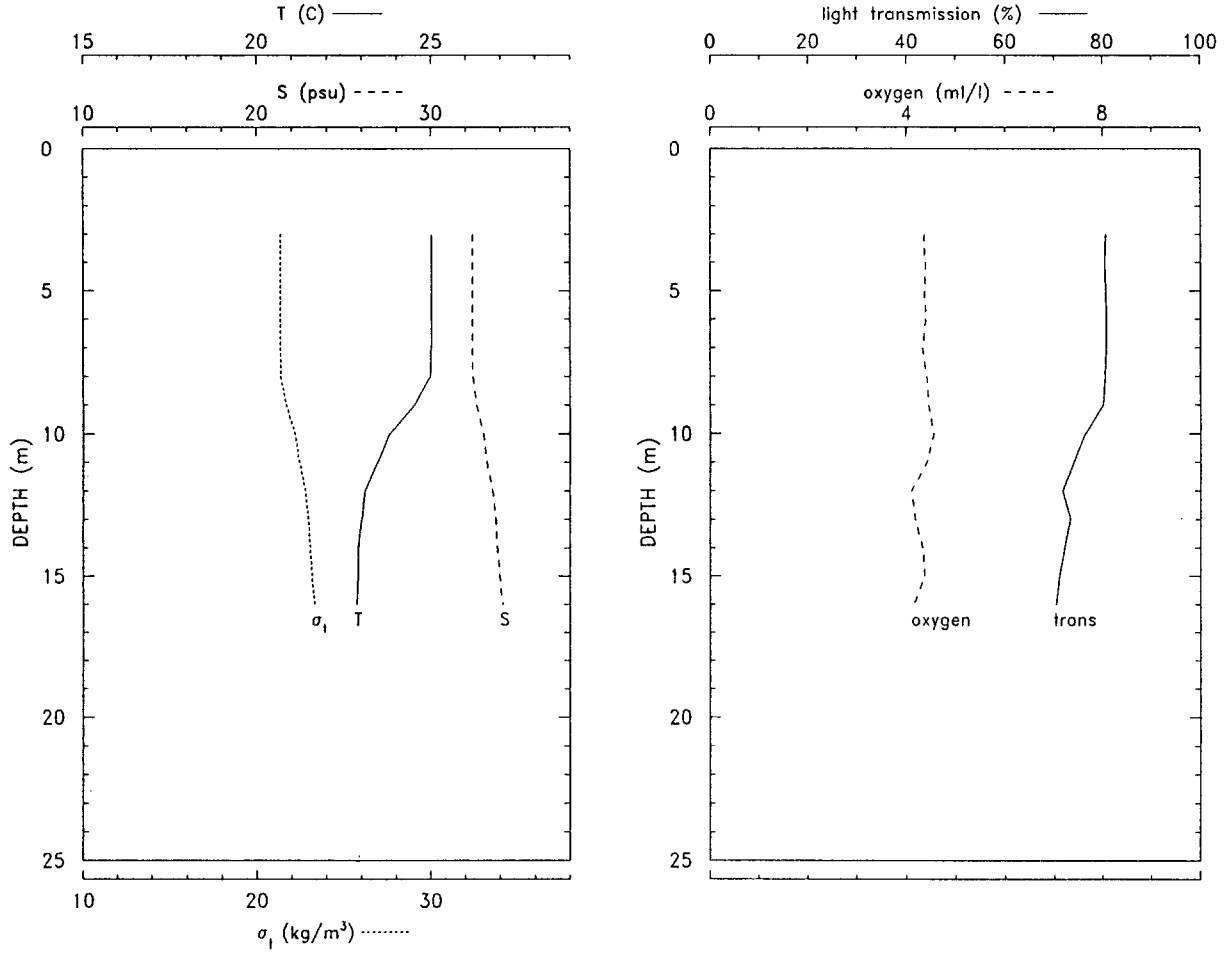 T (C)
15 20 25
S (psu)
10 20 30
0
5
10
15
20
25
DEPTH (m)
σt T S
10 20 30
σt (kg/m³)
light transmission (%)
0 20 40 60 80 100
oxygen (ml/l)
0 4 8
0
5
10
15
20
25
DEPTH (m)
oxygen trans